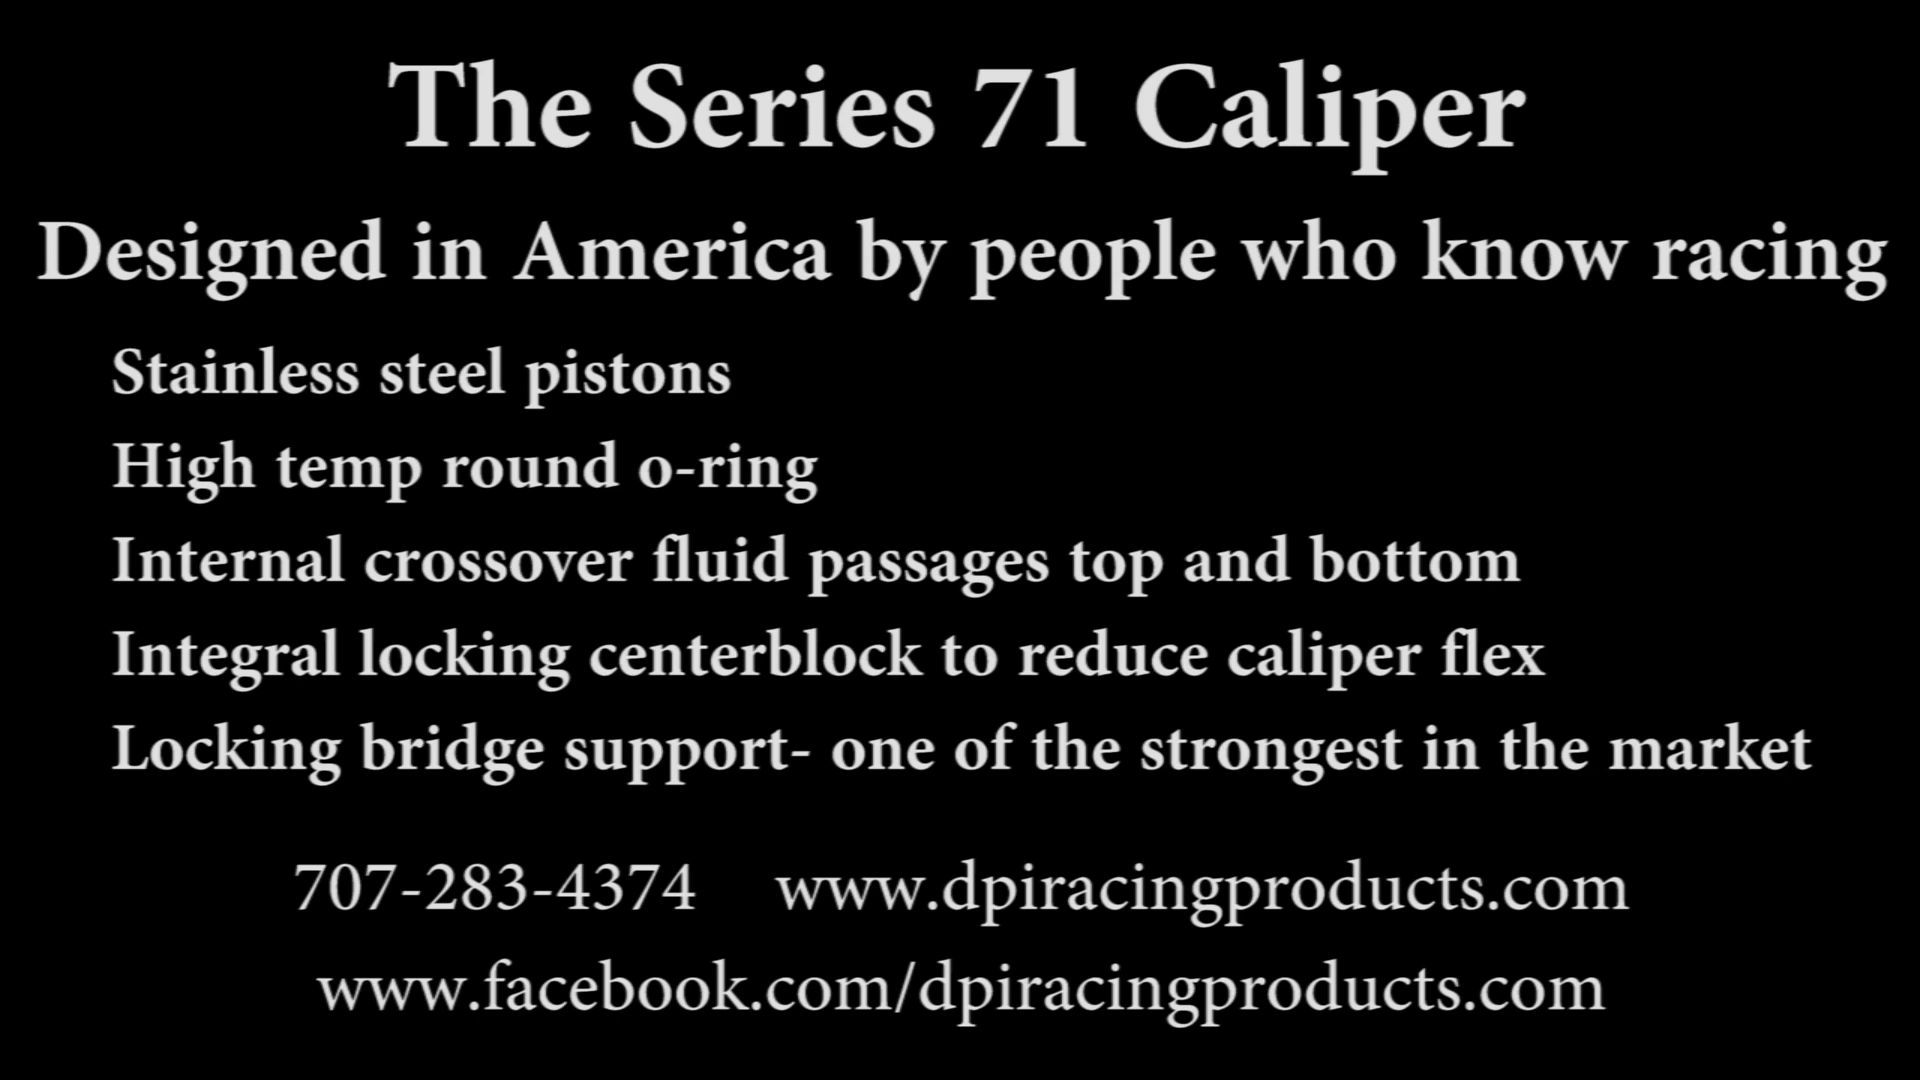 The Series 71 Caliper
Designed in America by people who know racing
Stainless steel pistons
High temp round o-ring
Internal crossover fluid passages top and bottom
Integral locking centerblock to reduce caliper flex
Locking bridge support- one of the strongest in the market
707-283-4374 www.dpiracingproducts.com
www.facebook.com/dpiracingproducts.com